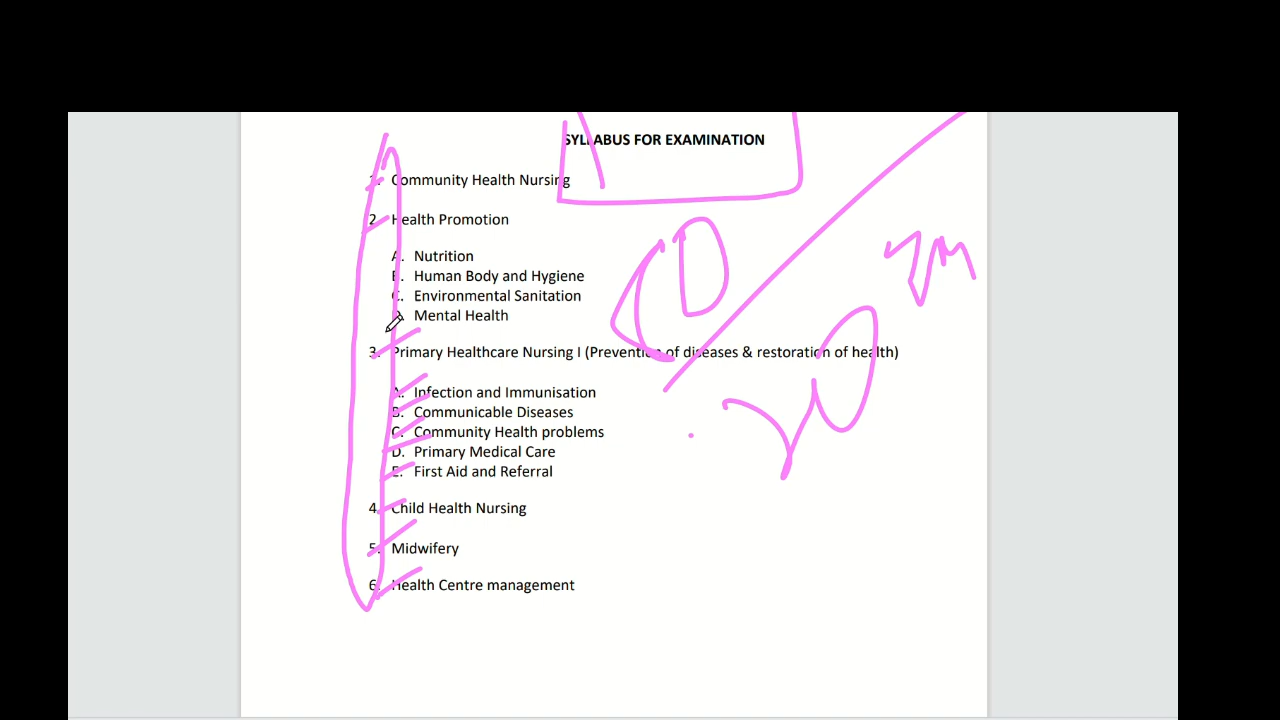 SYLLABUS FOR EXAMINATION
1. Community Health Nursing
2. Health Promotion
A. Nutrition
B. Human Body and Hygiene
C. Environmental Sanitation
Mental Health
3. Primary Healthcare Nursing I (Prevention of diseases & restoration of health)
A. Infection and Immunisation
B. Communicable Diseases
C. Community Health problems
D. Primary Medical Care
E. First Aid and Referral
4. Child Health Nursing
5. Midwifery
6. Health Centre management